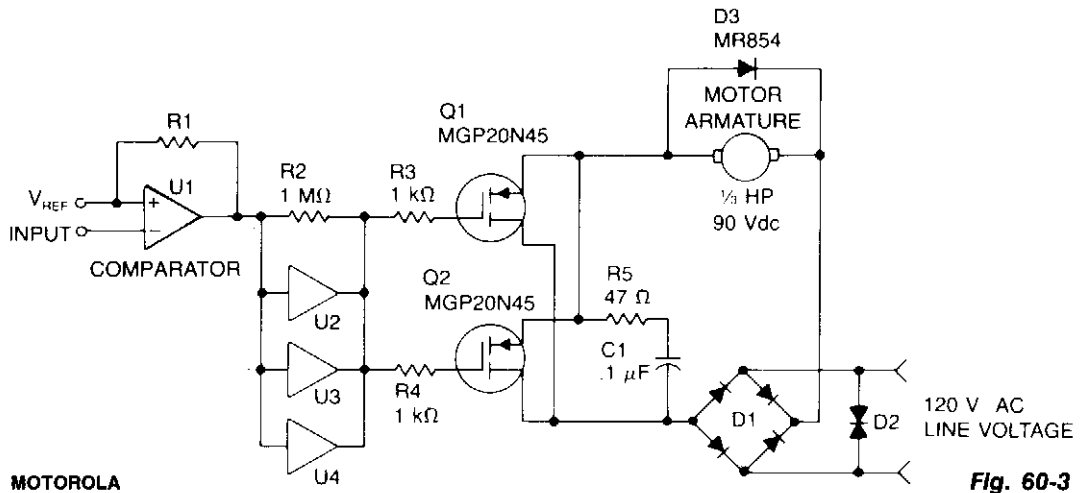 D3
MR854
MOTOR
ARMATURE
⅓ HP
90 Vdc
Q1
MGP20N45
R1
R2
1 MΩ
R3
1 kΩ
U1
V_REF
+
INPUT
−
COMPARATOR
Q2
MGP20N45
R5
47 Ω
C1
.1 μF
U2
U3
R4
1 kΩ
U4
D1
D2
120 V AC
LINE VOLTAGE
MOTOROLA
Fig. 60-3